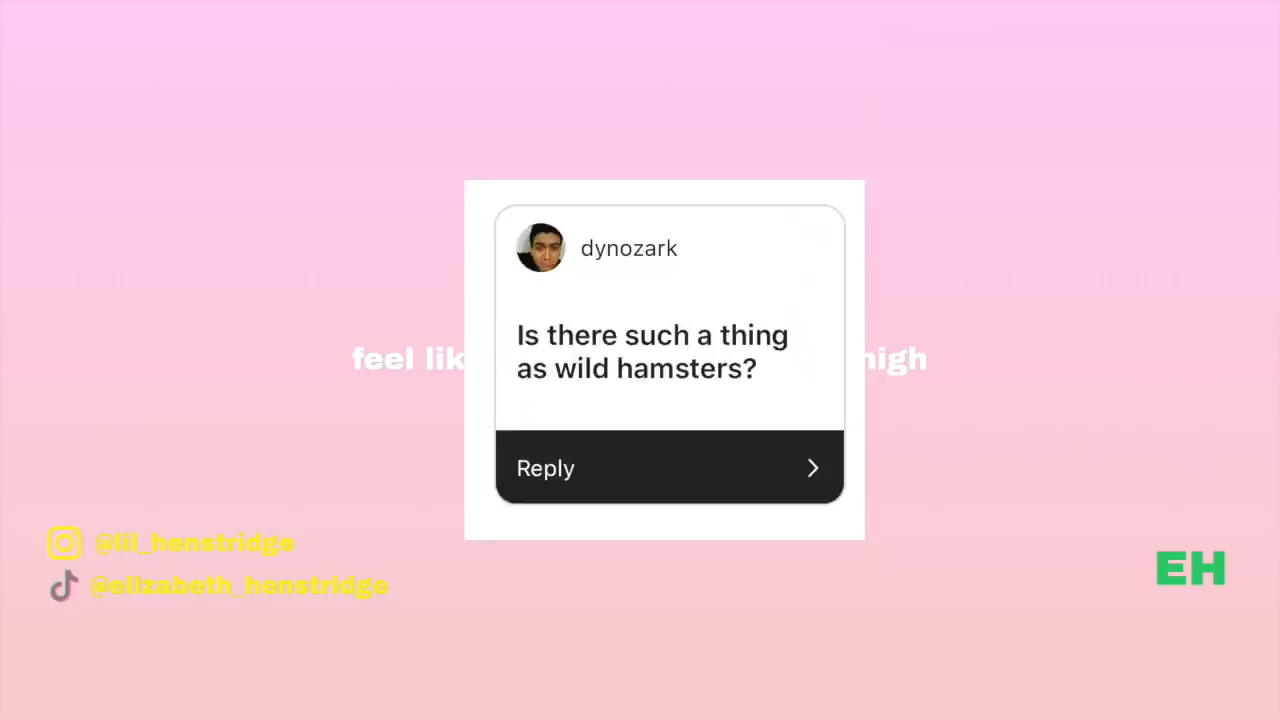 dynozark
Is there such a thing
as wild hamsters?
feel lik
high
Reply
@lil_henstridge
@elizabeth_henstridge
EH